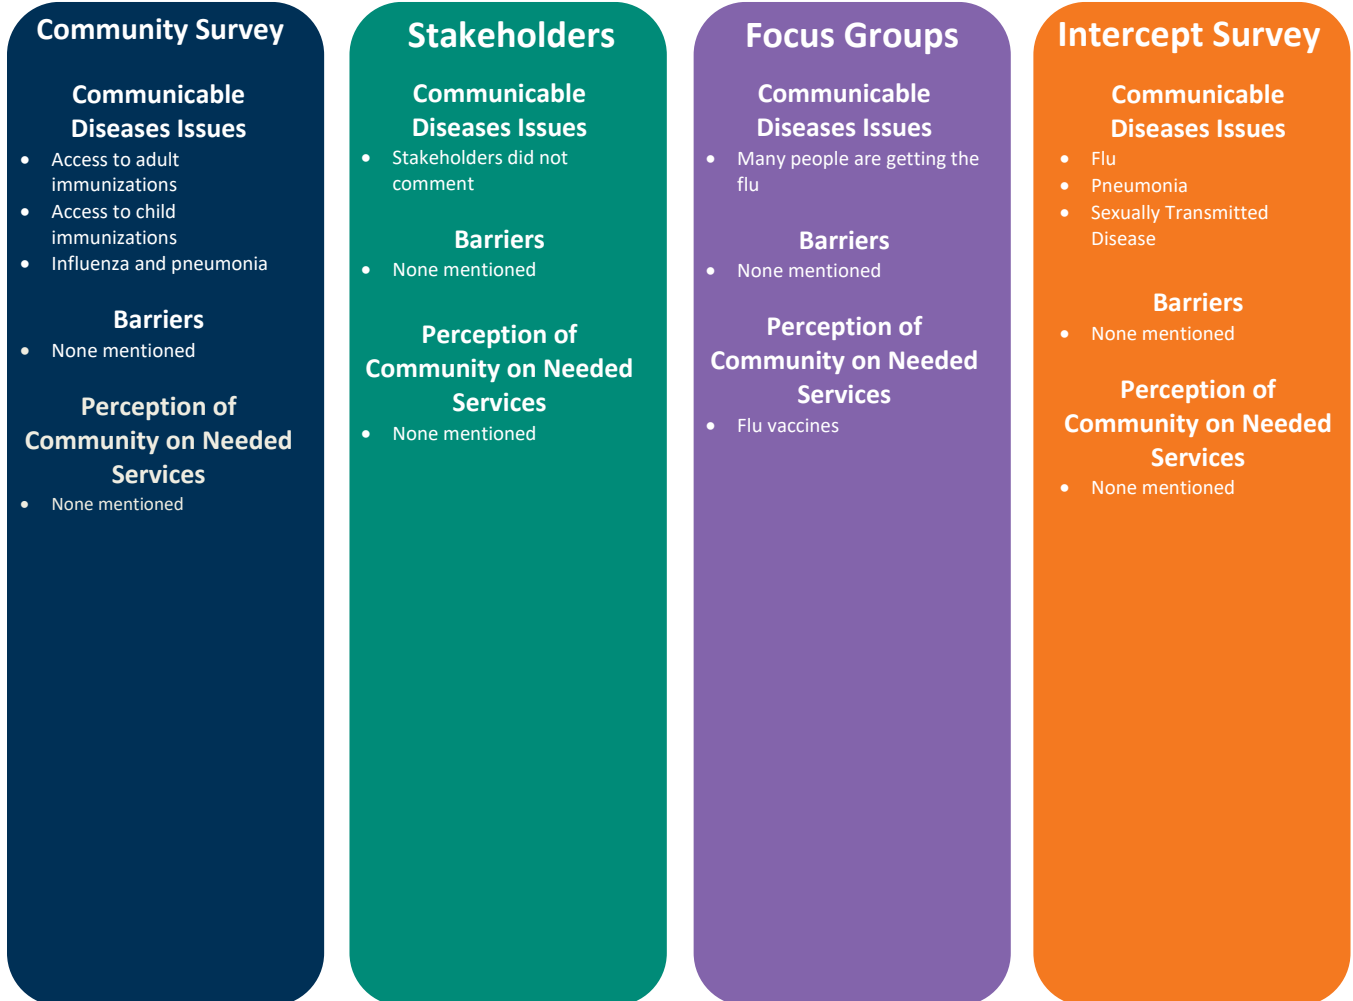 Community Survey
Communicable
Diseases Issues
• Access to adult
immunizations
• Access to child
immunizations
• Influenza and pneumonia
Barriers
• None mentioned
Perception of
Community on Needed
Services
• None mentioned
Stakeholders
Communicable
Diseases Issues
• Stakeholders did not
comment
Barriers
• None mentioned
Perception of
Community on Needed
Services
• None mentioned
Focus Groups
Communicable
Diseases Issues
• Many people are getting the
flu
Barriers
• None mentioned
Perception of
Community on Needed
Services
• Flu vaccines
Intercept Survey
Communicable
Diseases Issues
• Flu
• Pneumonia
• Sexually Transmitted
Disease
Barriers
• None mentioned
Perception of
Community on Needed
Services
• None mentioned